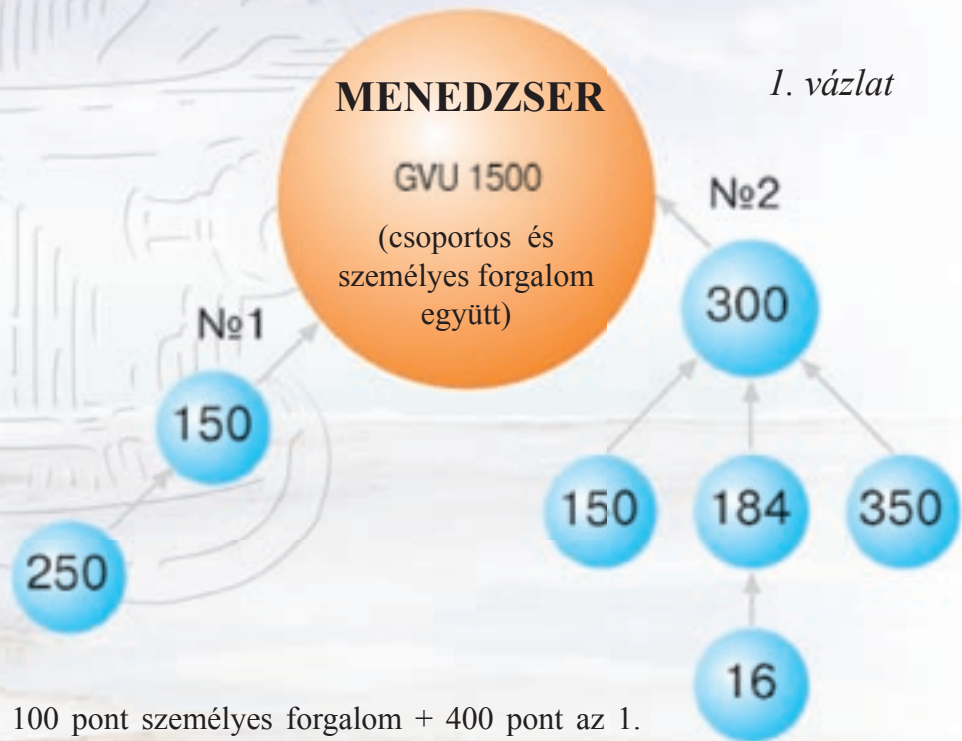 1. vázlat
MENEDZSER
GVU 1500
(csoportos és
személyes forgalom
együtt)
№1
150
250
№2
300
150
184
350
16
100 pont személyes forgalom + 400 pont az 1.